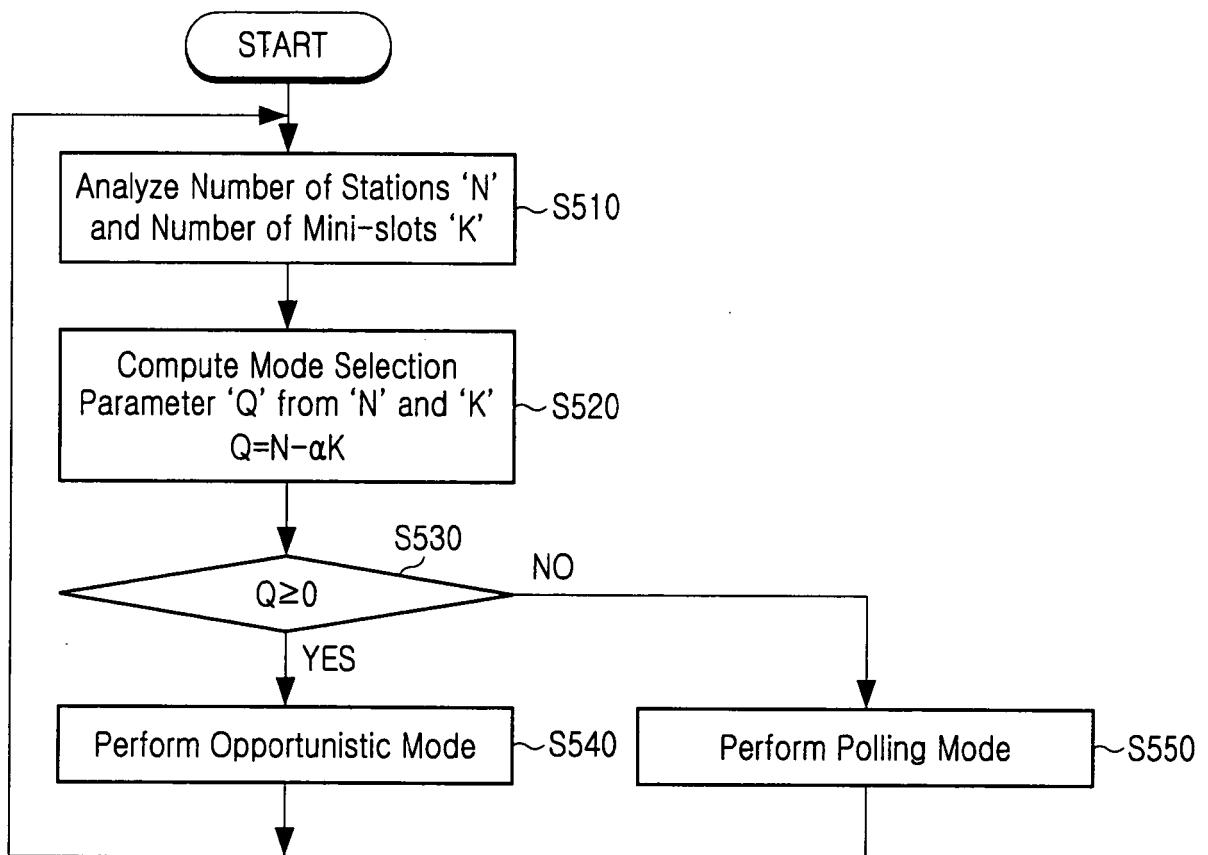 START
Analyze Number of Stations ‘N’
and Number of Mini-slots ‘K’
S510
Compute Mode Selection
Parameter ‘Q’ from ‘N’ and ‘K’
Q=N-αK
S520
S530
Q≥0
NO
YES
Perform Opportunistic Mode
S540
Perform Polling Mode
S550